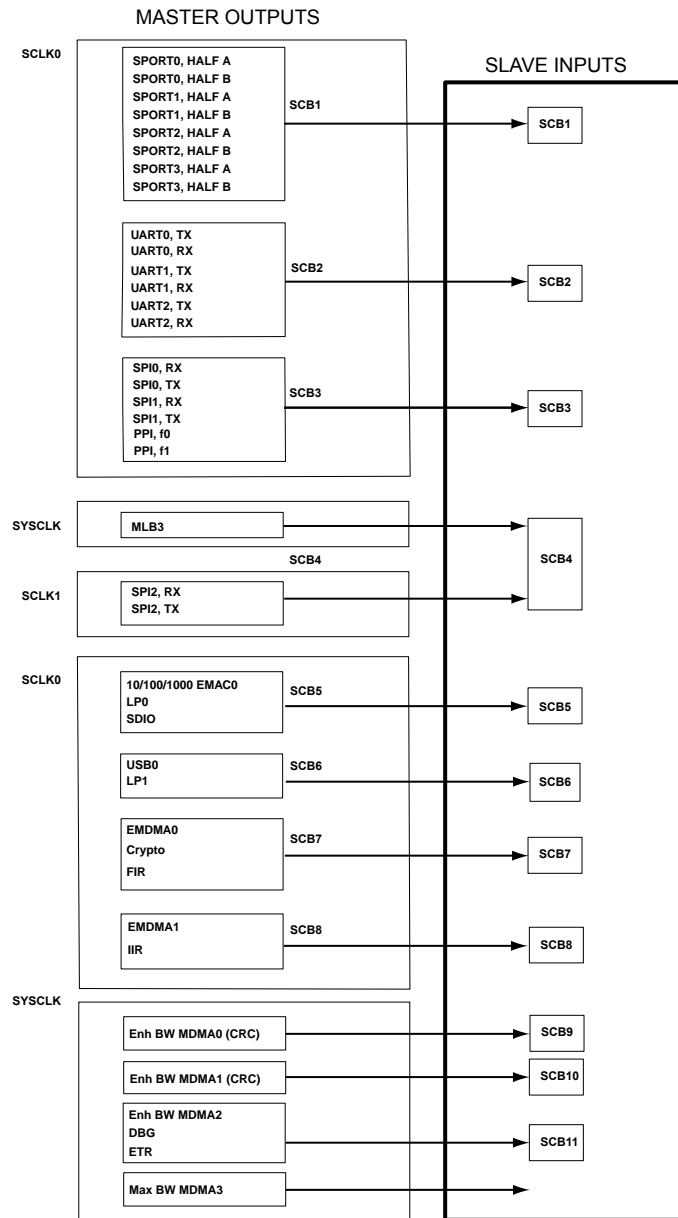 MASTER OUTPUTS
SCLK0
SLAVE INPUTS
SPORT0, HALF A
SPORT0, HALF B
SPORT1, HALF A
SPORT1, HALF B
SPORT2, HALF A
SPORT2, HALF B
SPORT3, HALF A
SPORT3, HALF B
SCB1
SCB1
UART0, TX
UART0, RX
UART1, TX
UART1, RX
UART2, TX
UART2, RX
SCB2
SCB2
SPI0, RX
SPI0, TX
SPI1, RX
SPI1, TX
PPI, f0
PPI, f1
SCB3
SCB3
SYSCLK
MLB3
SCB4
SCB4
SCLK1
SPI2, RX
SPI2, TX
SCLK0
10/100/1000 EMAC0
LP0
SDIO
SCB5
SCB5
USB0
LP1
SCB6
SCB6
EMDMA0
Crypto
FIR
SCB7
SCB7
EMDMA1
IIR
SCB8
SCB8
SYSCLK
Enh BW MDMA0 (CRC)
SCB9
Enh BW MDMA1 (CRC)
SCB10
Enh BW MDMA2
DBG
ETR
SCB11
Max BW MDMA3